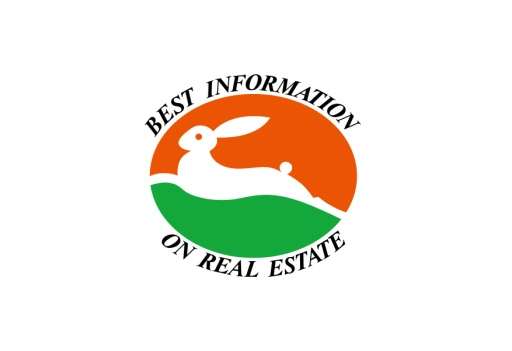 BEST INFORMATION
ON REAL ESTATE